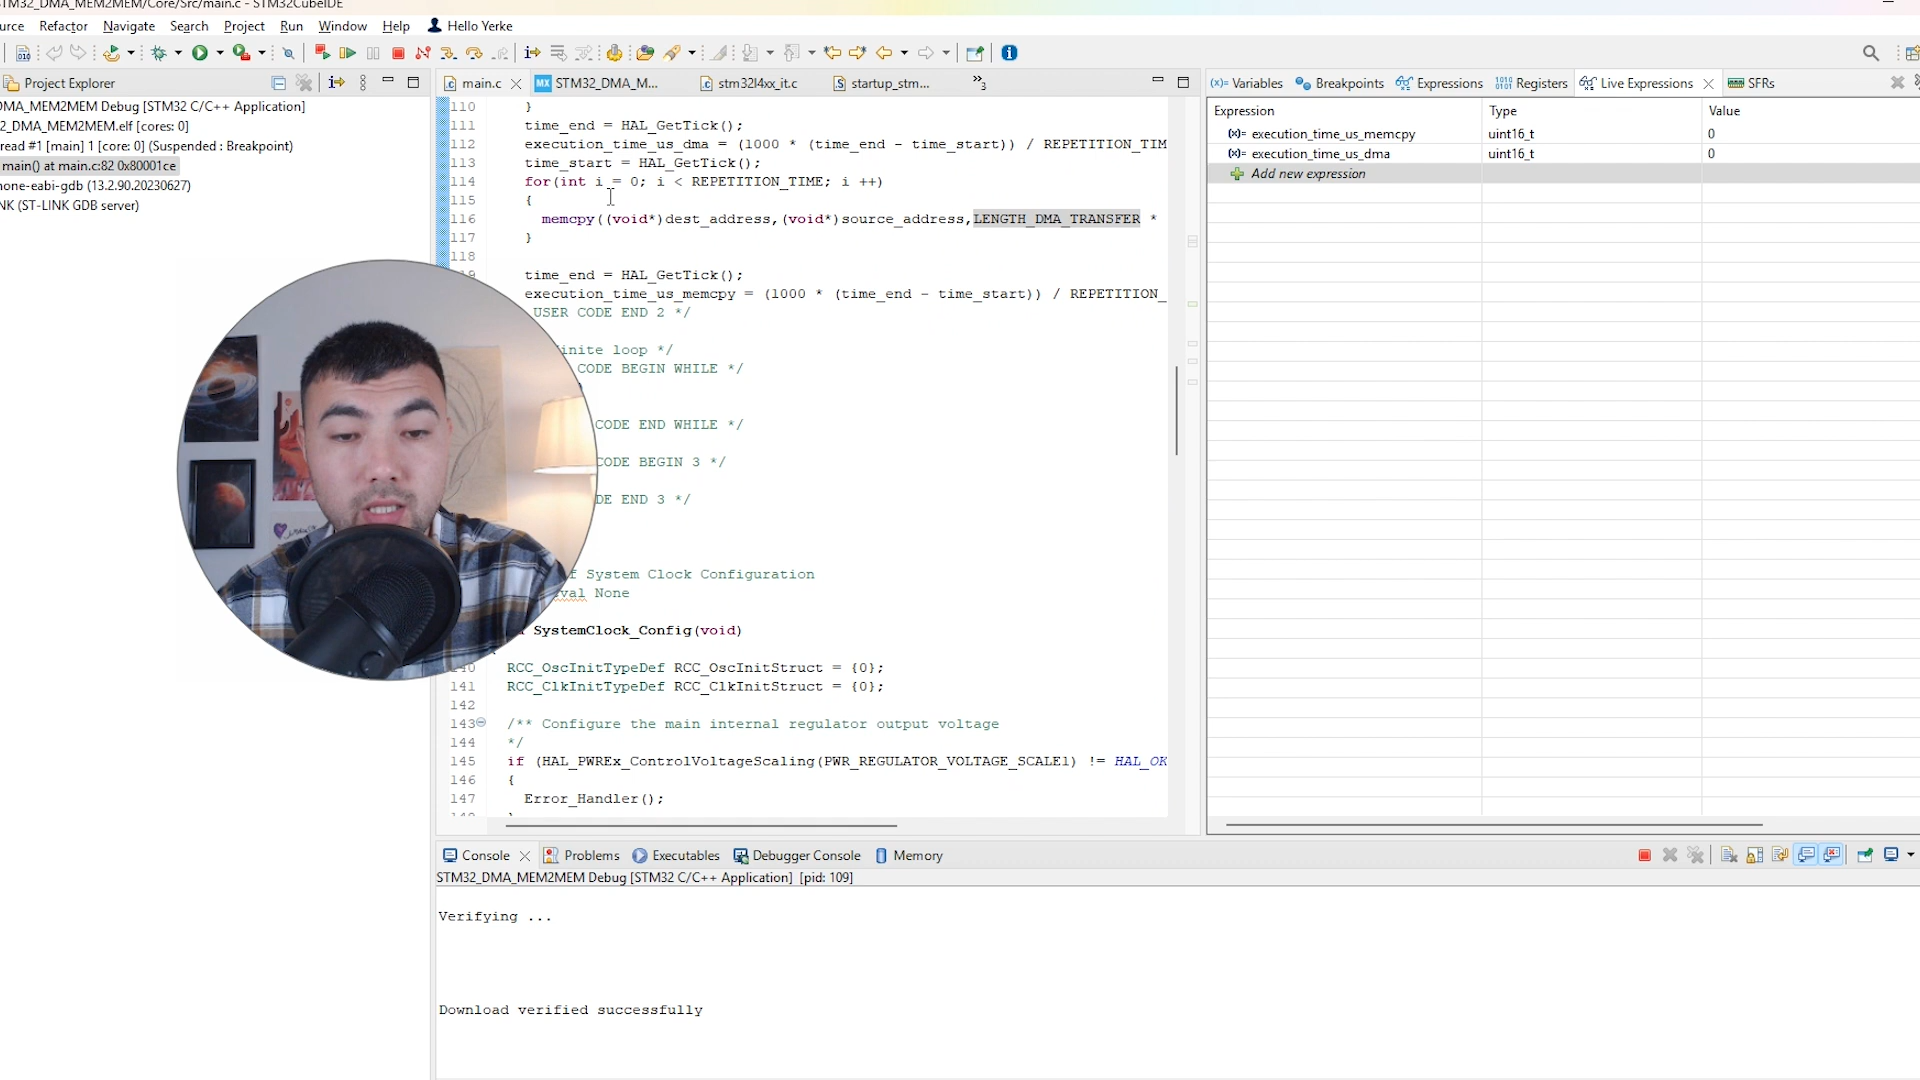 STM32_DMA_MEM2MEM/Core/Src/main.c - STM32CubeIDE
urce Refactor Navigate Search Project Run Window Help Hello Yerke
Project Explorer
DMA_MEM2MEM Debug [STM32 C/C++ Application]
2_DMA_MEM2MEM.elf [cores: 0]
read #1 [main] 1 [core: 0] (Suspended : Breakpoint)
main() at main.c:82 0x80001ce
none-eabi-gdb (13.2.90.20230627)
NK (ST-LINK GDB server)
main.c STM32_DMA_M... stm32l4xx_it.c startup_stm... 3
110 }
111 time_end = HAL_GetTick();
112 execution_time_us_dma = (1000 * (time_end - time_start)) / REPETITION_TIM
113 time_start = HAL_GetTick();
114 for(int i = 0; i < REPETITION_TIME; i ++)
115 {
116 memcpy((void*)dest_address,(void*)source_address,LENGTH_DMA_TRANSFER *
117 }
118
19 time_end = HAL_GetTick();
execution_time_us_memcpy = (1000 * (time_end - time_start)) / REPETITION_
USER CODE END 2 */
inite loop */
CODE BEGIN WHILE */
CODE END WHILE */
CODE BEGIN 3 */
DE END 3 */
f System Clock Configuration
val None
SystemClock_Config(void)
140 RCC_OscInitTypeDef RCC_OscInitStruct = {0};
141 RCC_ClkInitTypeDef RCC_ClkInitStruct = {0};
142
143 /** Configure the main internal regulator output voltage
144 */
145 if (HAL_PWREx_ControlVoltageScaling(PWR_REGULATOR_VOLTAGE_SCALE1) != HAL_OK
146 {
147 Error_Handler();
(x)= Variables Breakpoints Expressions Registers Live Expressions SFRs
Expression Type Value
(x)= execution_time_us_memcpy uint16_t 0
(x)= execution_time_us_dma uint16_t 0
Add new expression
Console Problems Executables Debugger Console Memory
STM32_DMA_MEM2MEM Debug [STM32 C/C++ Application] [pid: 109]
Verifying ...
Download verified successfully